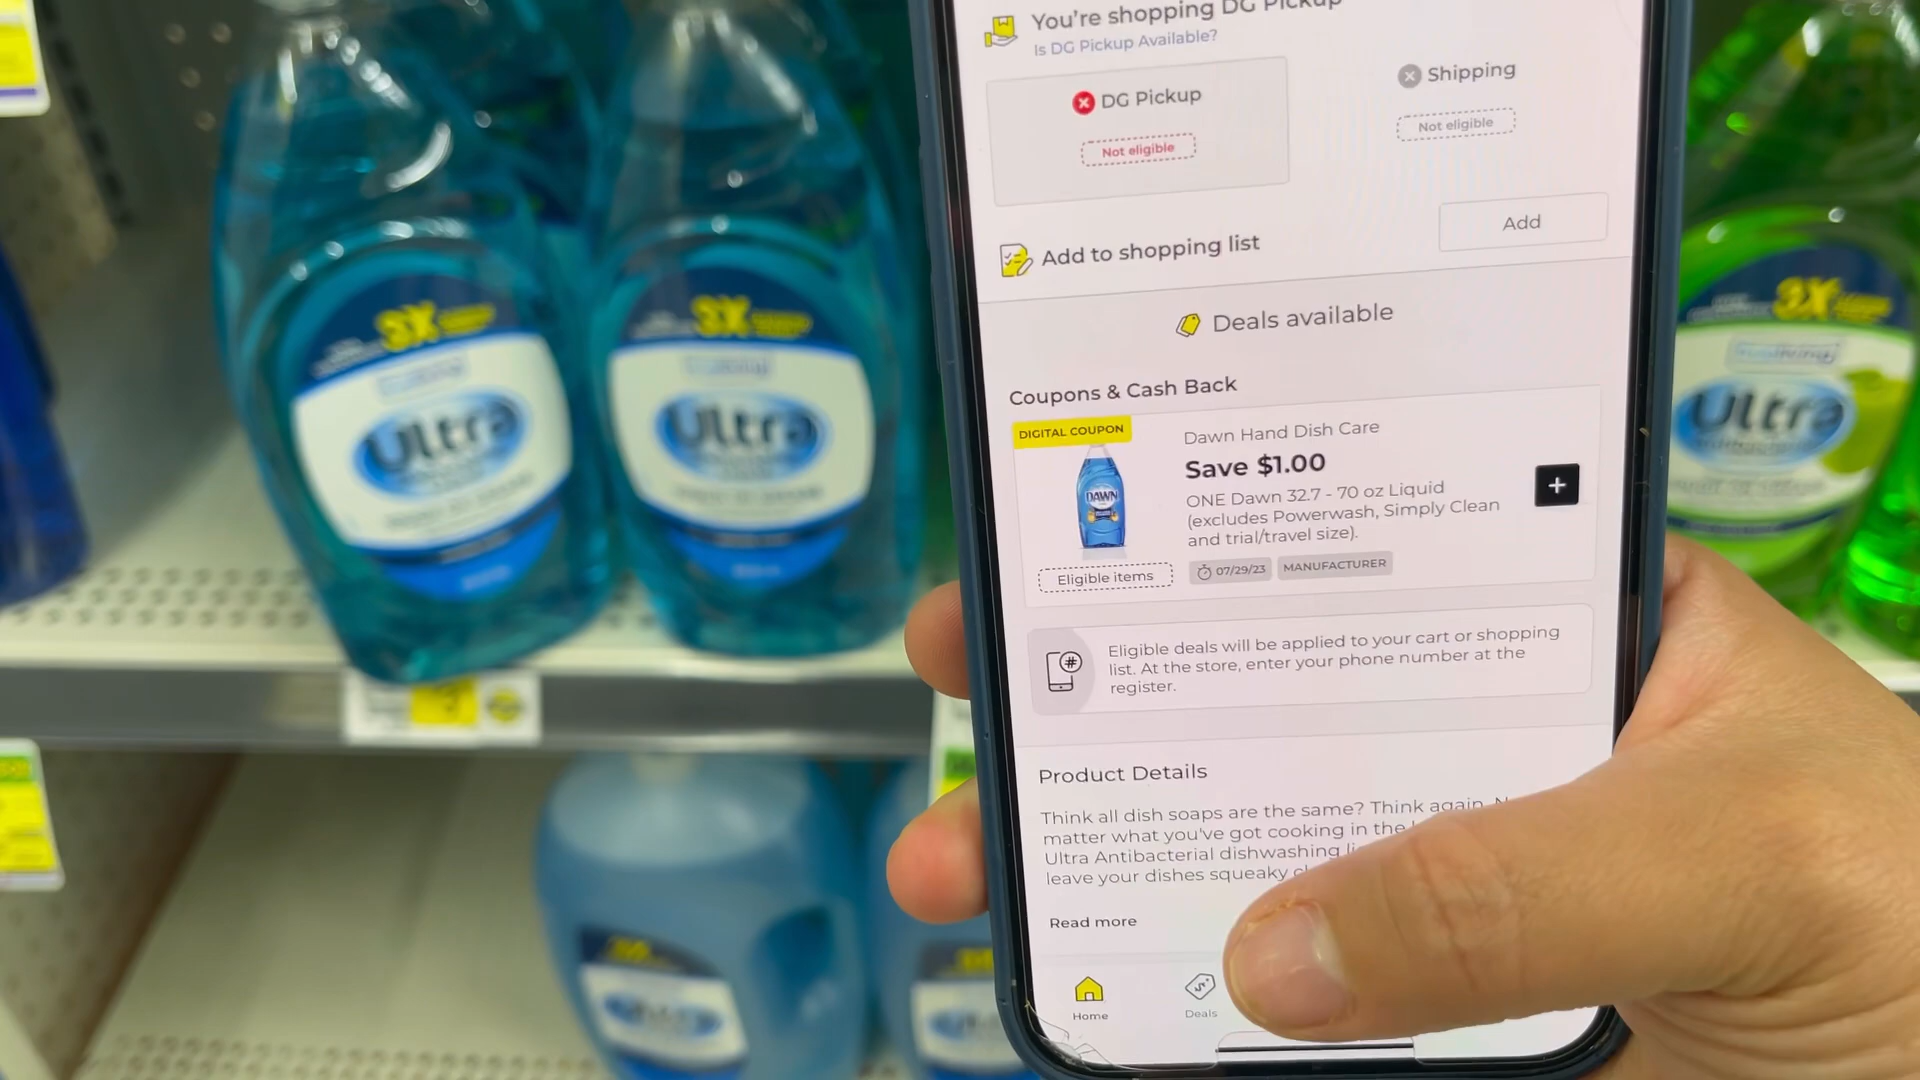 You're shopping DG Pickup
Is DG Pickup Available?
DG Pickup
Not eligible
Shipping
Not eligible
Add to shopping list
Add
Deals available
Coupons & Cash Back
DIGITAL COUPON
DAWN
Eligible items
Dawn Hand Dish Care
Save $1.00
ONE Dawn 32.7 - 70 oz Liquid
(excludes Powerwash, Simply Clean
and trial/travel size).
07/29/23
MANUFACTURER
+
Eligible deals will be applied to your cart or shopping
list. At the store, enter your phone number at the
register.
#
Product Details
Think all dish soaps are the same? Think again.
matter what you've got cooking in the
Ultra Antibacterial dishwashing
leave your dishes squeaky
Read more
Home
Deals
3X
Ultra
3X
Ultra
3X
Ultra